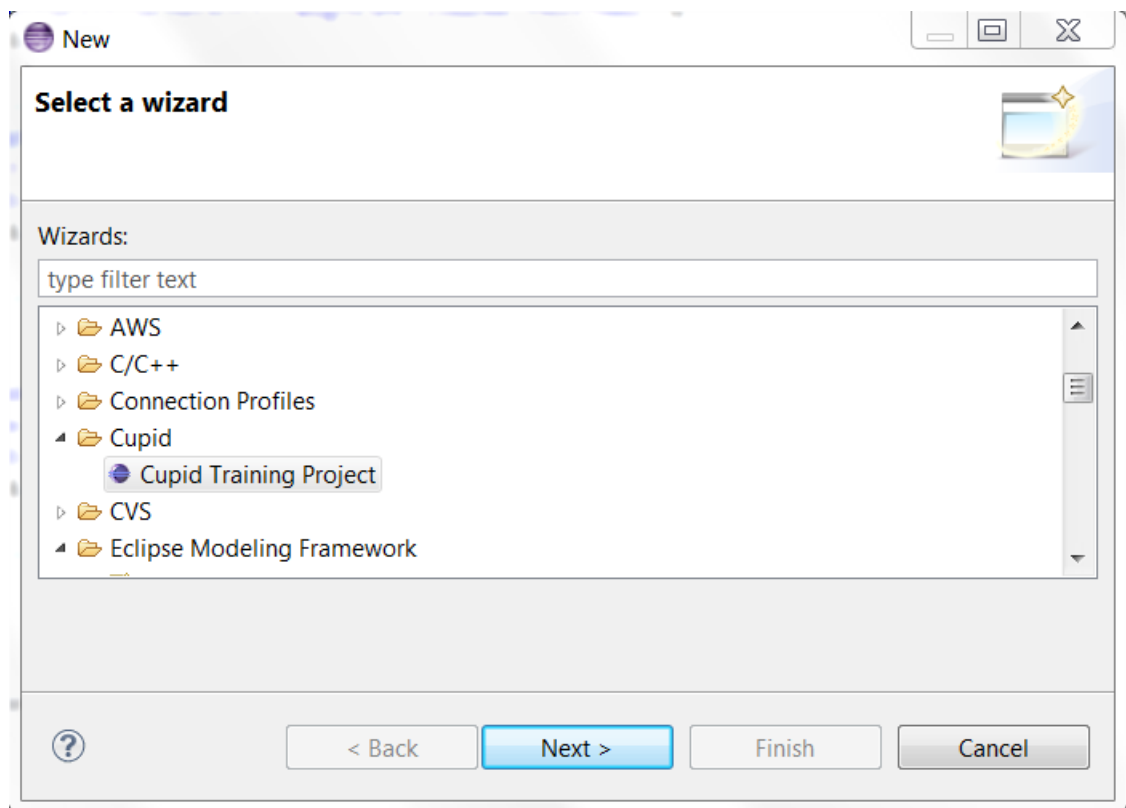 New
Select a wizard
Wizards:
type filter text
AWS
C/C++
Connection Profiles
Cupid
Cupid Training Project
CVS
Eclipse Modeling Framework
< Back Next > Finish Cancel